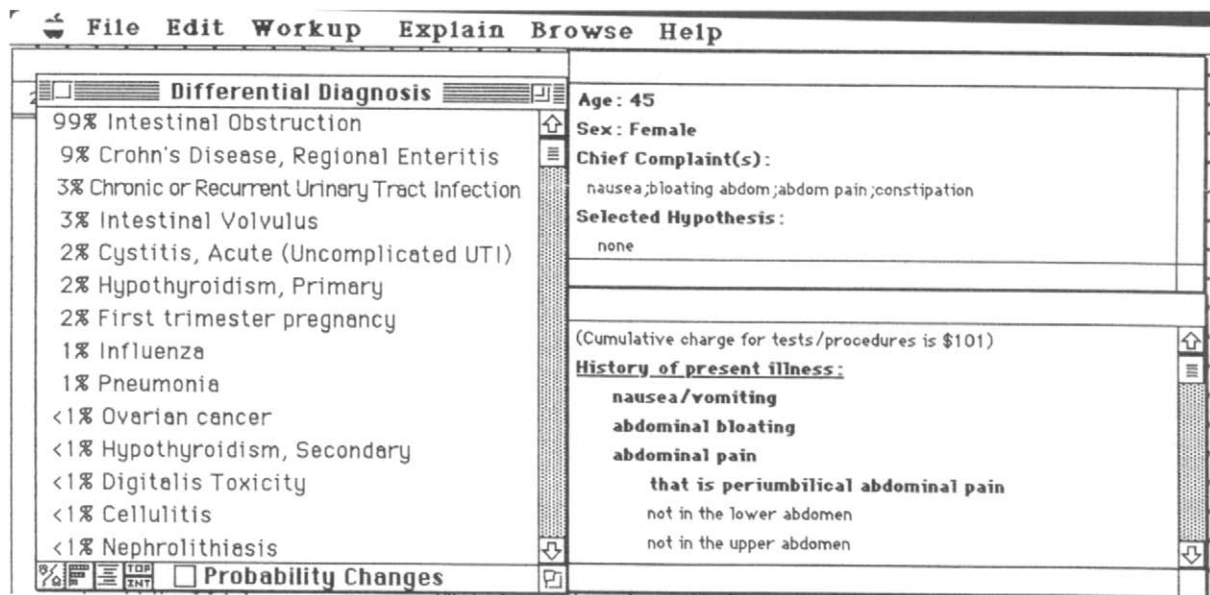 File Edit Workup Explain Browse Help
Differential Diagnosis
99% Intestinal Obstruction
9% Crohn's Disease, Regional Enteritis
3% Chronic or Recurrent Urinary Tract Infection
3% Intestinal Volvulus
2% Cystitis, Acute (Uncomplicated UTI)
2% Hypothyroidism, Primary
2% First trimester pregnancy
1% Influenza
1% Pneumonia
<1% Ovarian cancer
<1% Hypothyroidism, Secondary
<1% Digitalis Toxicity
<1% Cellulitis
<1% Nephrolithiasis
TOP
INT
Probability Changes
Age: 45
Sex: Female
Chief Complaint(s):
nausea;bloating abdom;abdom pain;constipation
Selected Hypothesis:
none
(Cumulative charge for tests/procedures is $101)
History of present illness:
nausea/vomiting
abdominal bloating
abdominal pain
that is periumbilical abdominal pain
not in the lower abdomen
not in the upper abdomen